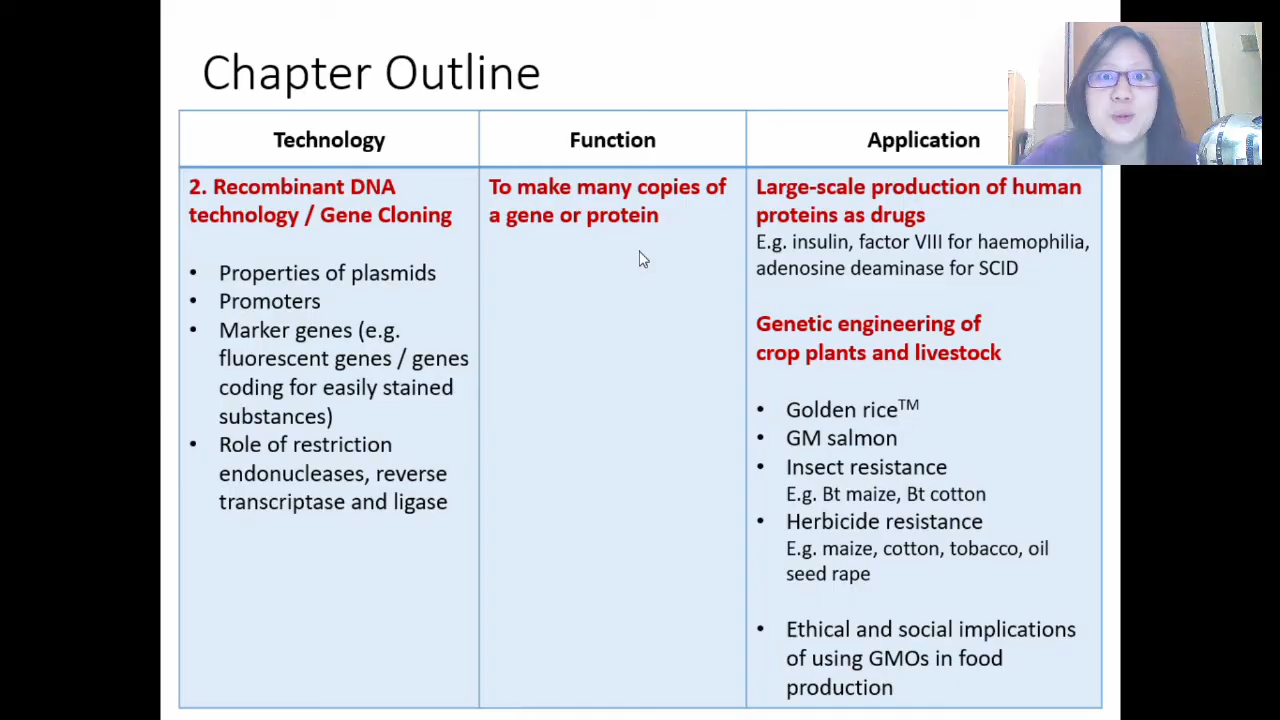 Chapter Outline
Technology
Function
Application
2. Recombinant DNA
technology / Gene Cloning
• Properties of plasmids
• Promoters
• Marker genes (e.g.
fluorescent genes / genes
coding for easily stained
substances)
• Role of restriction
endonucleases, reverse
transcriptase and ligase
To make many copies of
a gene or protein
Large-scale production of human
proteins as drugs
E.g. insulin, factor VIII for haemophilia,
adenosine deaminase for SCID
Genetic engineering of
crop plants and livestock
• Golden rice™
• GM salmon
• Insect resistance
E.g. Bt maize, Bt cotton
• Herbicide resistance
E.g. maize, cotton, tobacco, oil
seed rape
• Ethical and social implications
of using GMOs in food
production